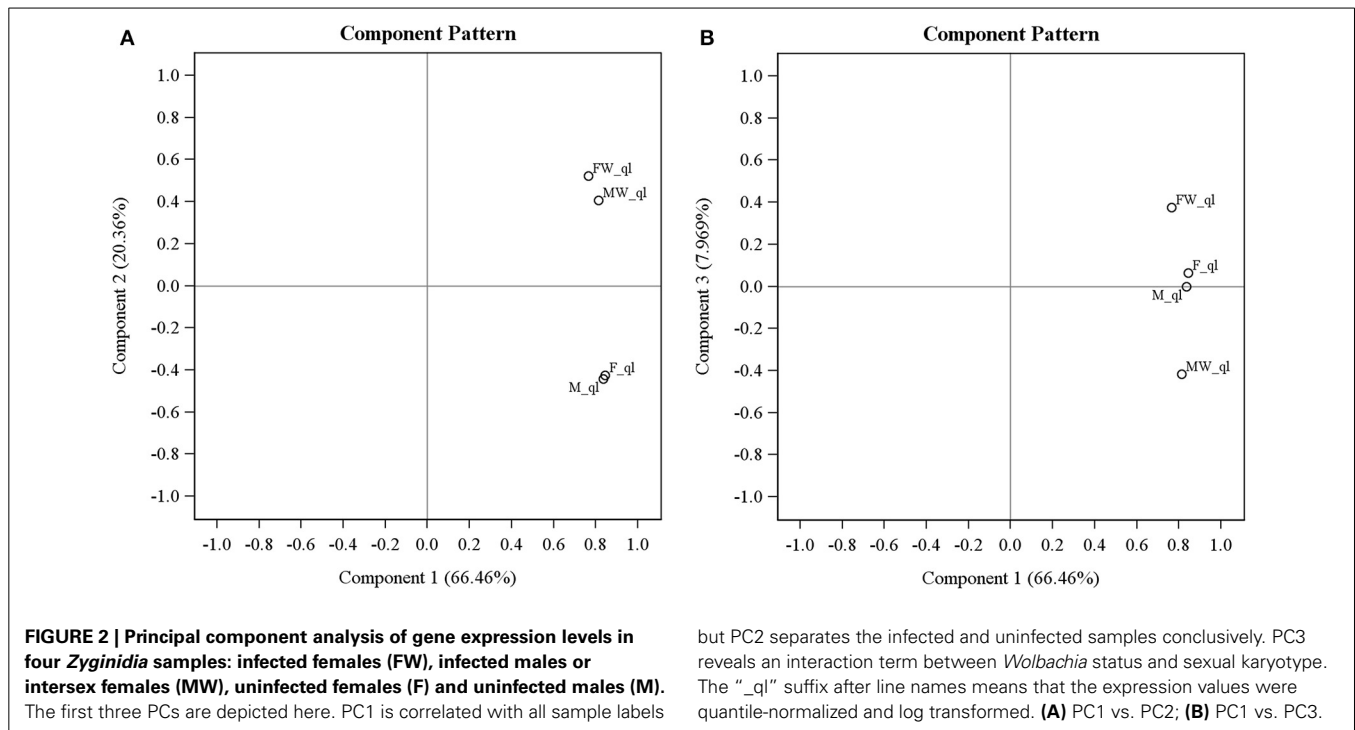 A
Component Pattern
1.0
0.8
0.6
0.4
0.2
0.0
-0.2
-0.4
-0.6
-0.8
-1.0
Component 2 (20.36%)
FW_ql
MW_ql
F_ql
M_ql
-1.0 -0.8 -0.6 -0.4 -0.2 0.0 0.2 0.4 0.6 0.8 1.0
Component 1 (66.46%)
B
Component Pattern
1.0
0.8
0.6
0.4
0.2
0.0
-0.2
-0.4
-0.6
-0.8
-1.0
Component 3 (7.969%)
FW_ql
F_ql
M_ql
MW_ql
-1.0 -0.8 -0.6 -0.4 -0.2 0.0 0.2 0.4 0.6 0.8 1.0
Component 1 (66.46%)
FIGURE 2 | Principal component analysis of gene expression levels in
four Zyginidia samples: infected females (FW), infected males or
intersex females (MW), uninfected females (F) and uninfected males (M).
The first three PCs are depicted here. PC1 is correlated with all sample labels
but PC2 separates the infected and uninfected samples conclusively. PC3
reveals an interaction term between Wolbachia status and sexual karyotype.
The “_ql” suffix after line names means that the expression values were
quantile-normalized and log transformed. (A) PC1 vs. PC2; (B) PC1 vs. PC3.